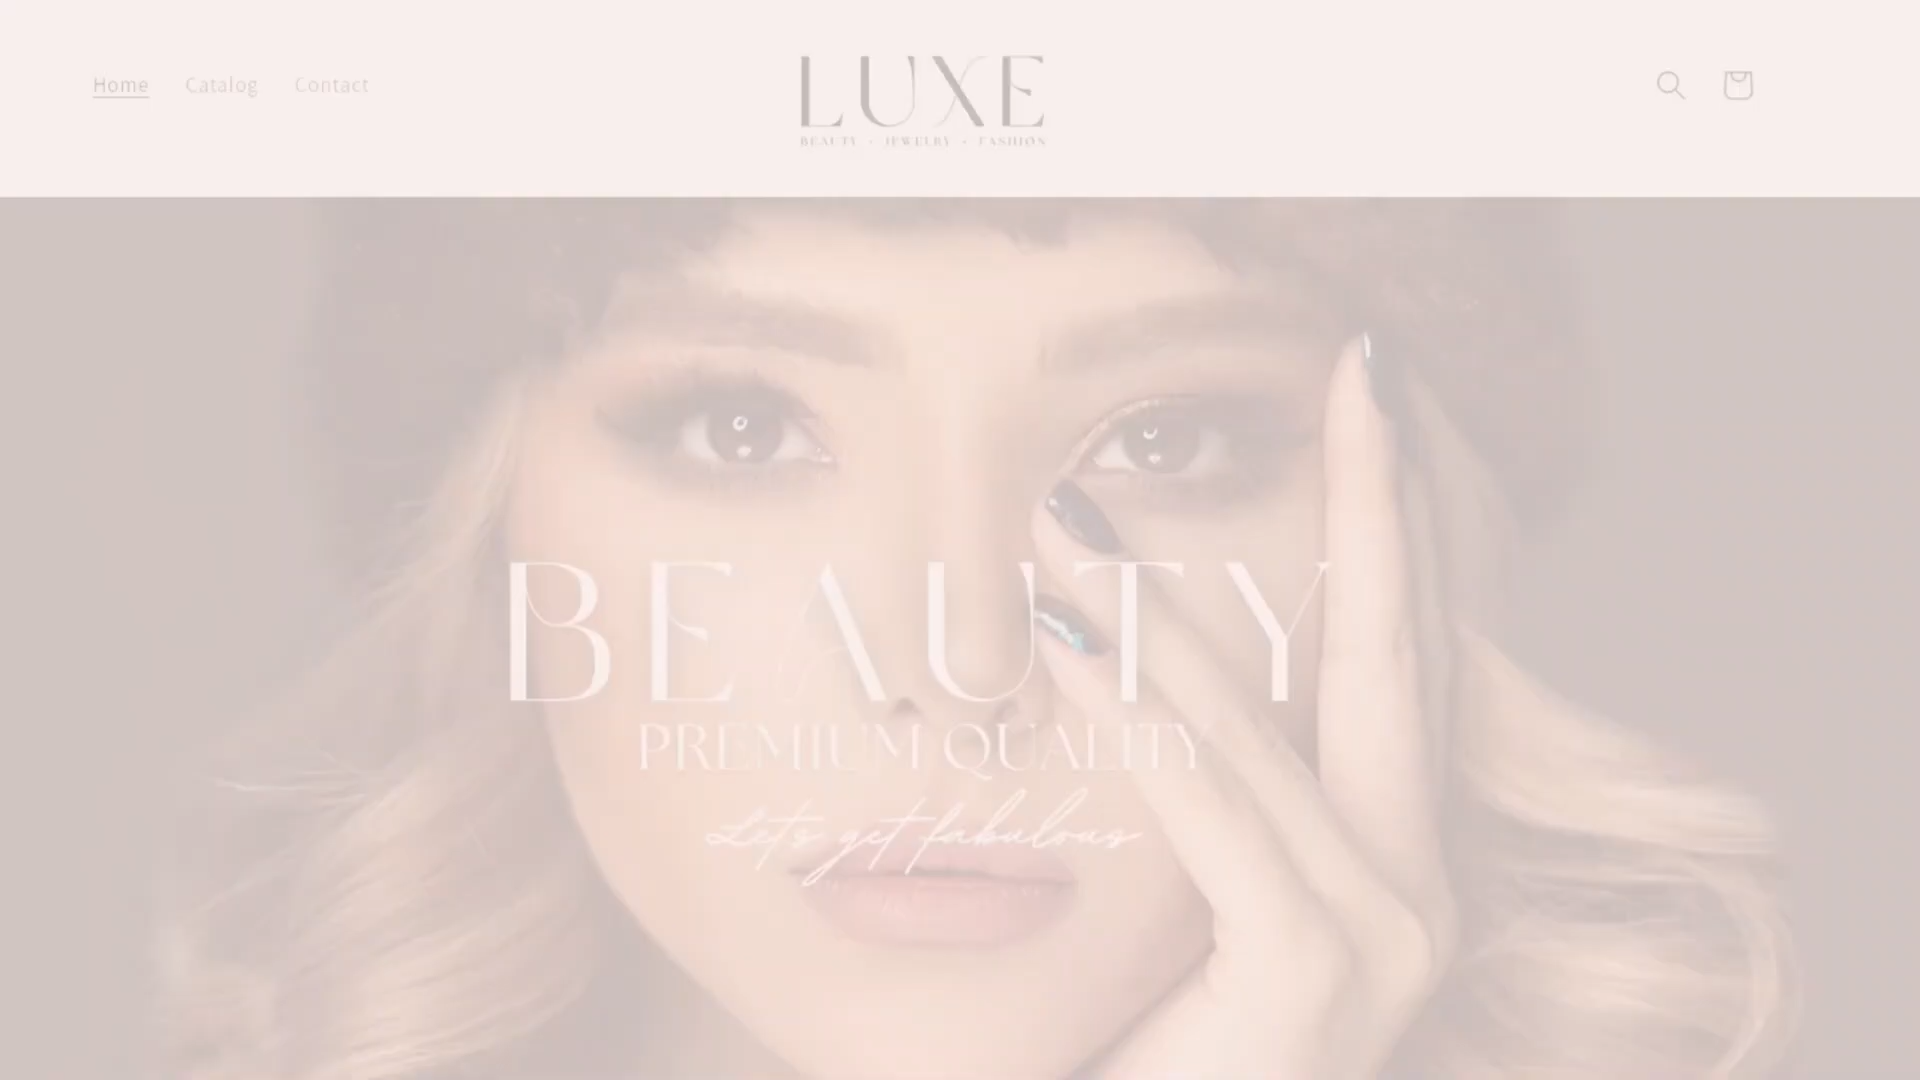 Home Catalog Contact
LUXE
BEAUTY • JEWELRY • FASHION
BEAUTY
PREMIUM QUALITY
Let's get fabulous